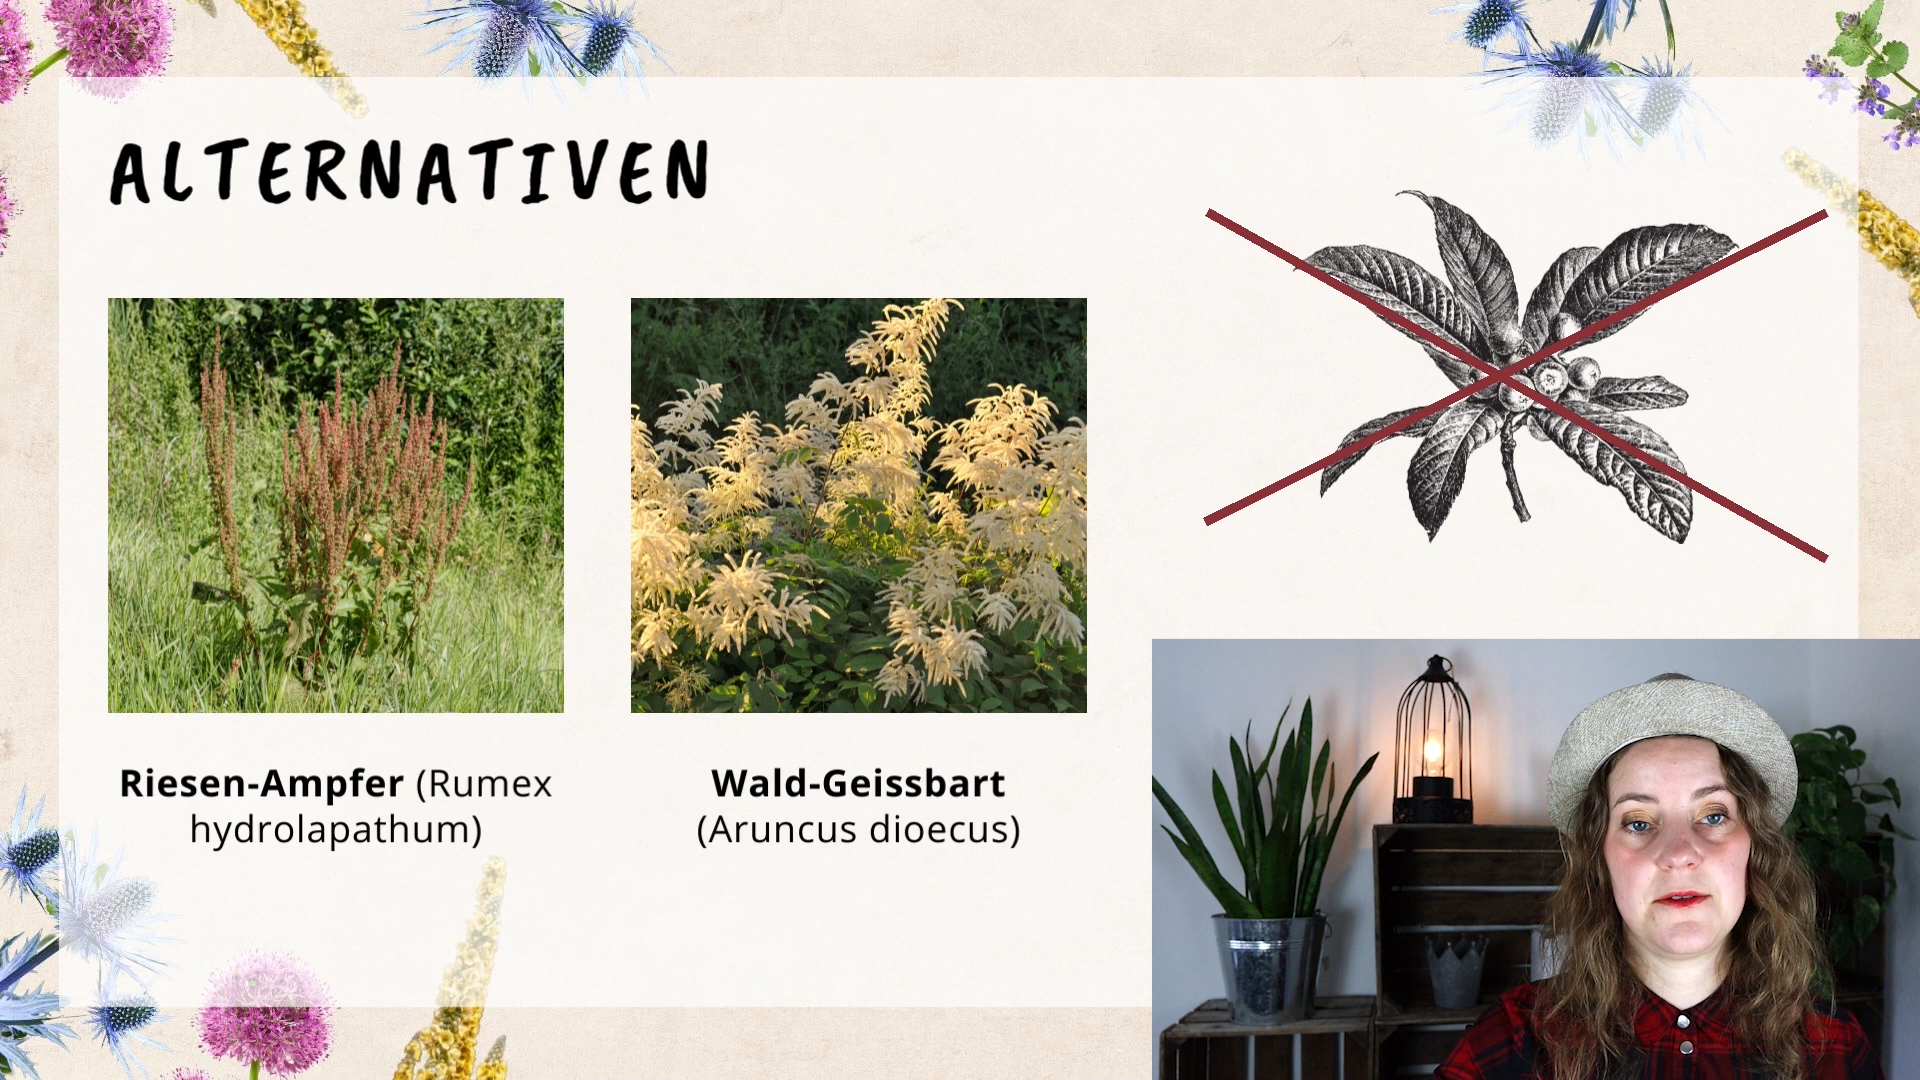 ALTERNATIVEN
Riesen-Ampfer (Rumex
hydrolapathum)
Wald-Geissbart
(Aruncus dioecus)